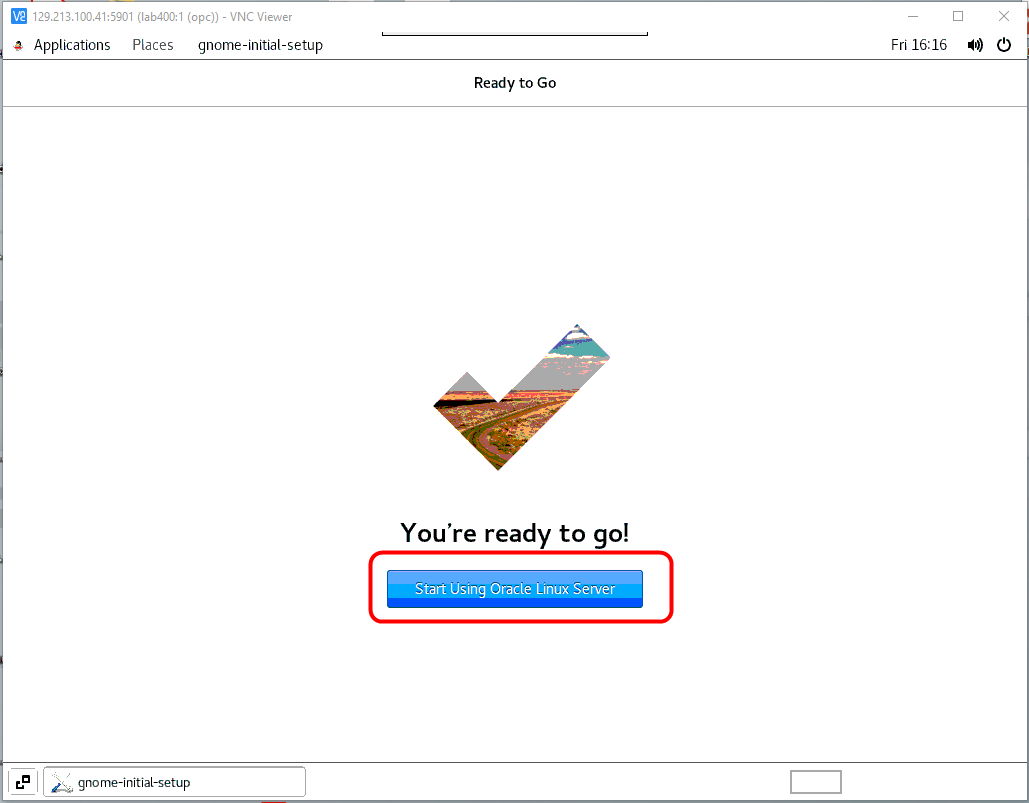 129.213.100.41:5901 (lab400:1 (opc)) - VNC Viewer
Applications Places gnome-initial-setup Fri 16:16
Ready to Go
You're ready to go!
Start Using Oracle Linux Server
gnome-initial-setup